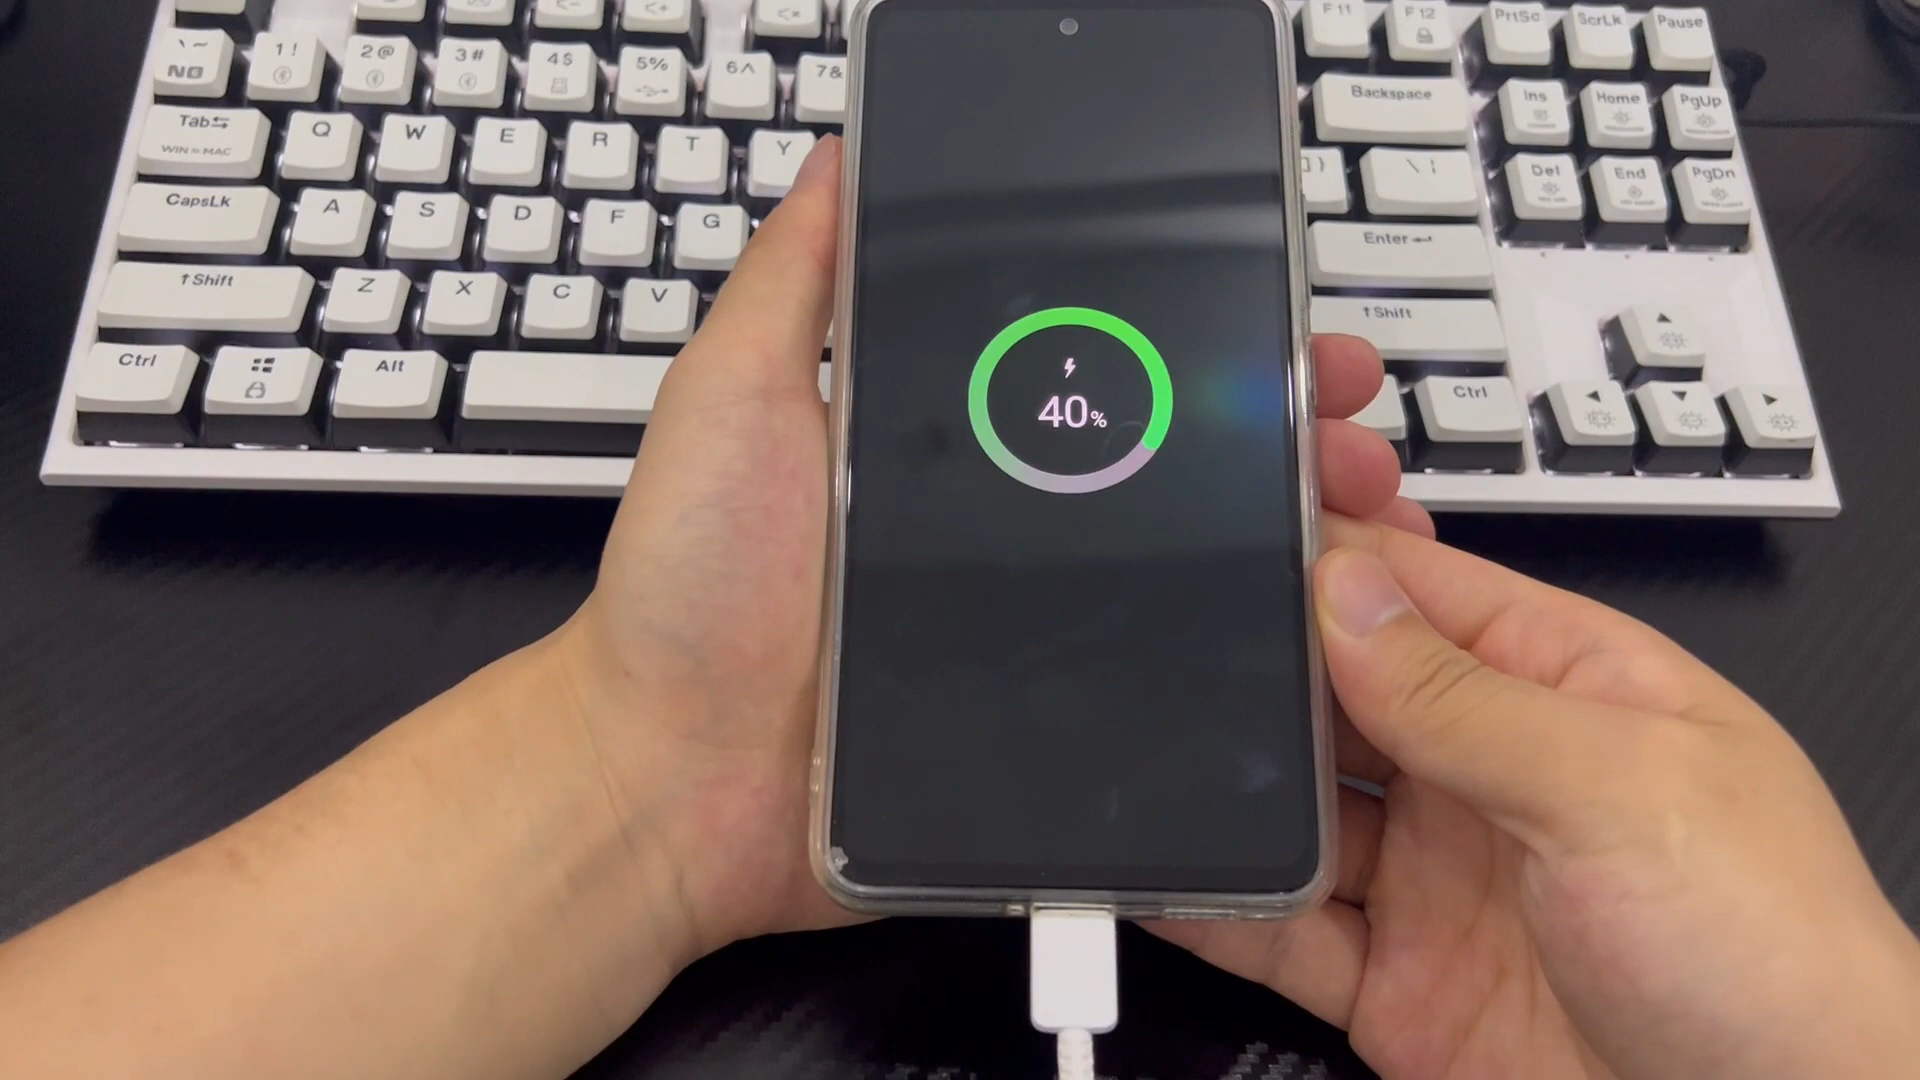 F11
F12
PrtSc
ScrLk
Pause
` ~
1 !
2 @
3 #
4 $
5 %
6 ^
7 &
Backspace
Ins
Home
PgUp
Tab
WIN ≈ MAC
Q
W
E
R
T
Y
] }
\ |
Del
End
PgDn
CapsLk
A
S
D
F
G
Enter
↑Shift
Z
X
C
V
↑Shift
Ctrl
Alt
Ctrl
40%